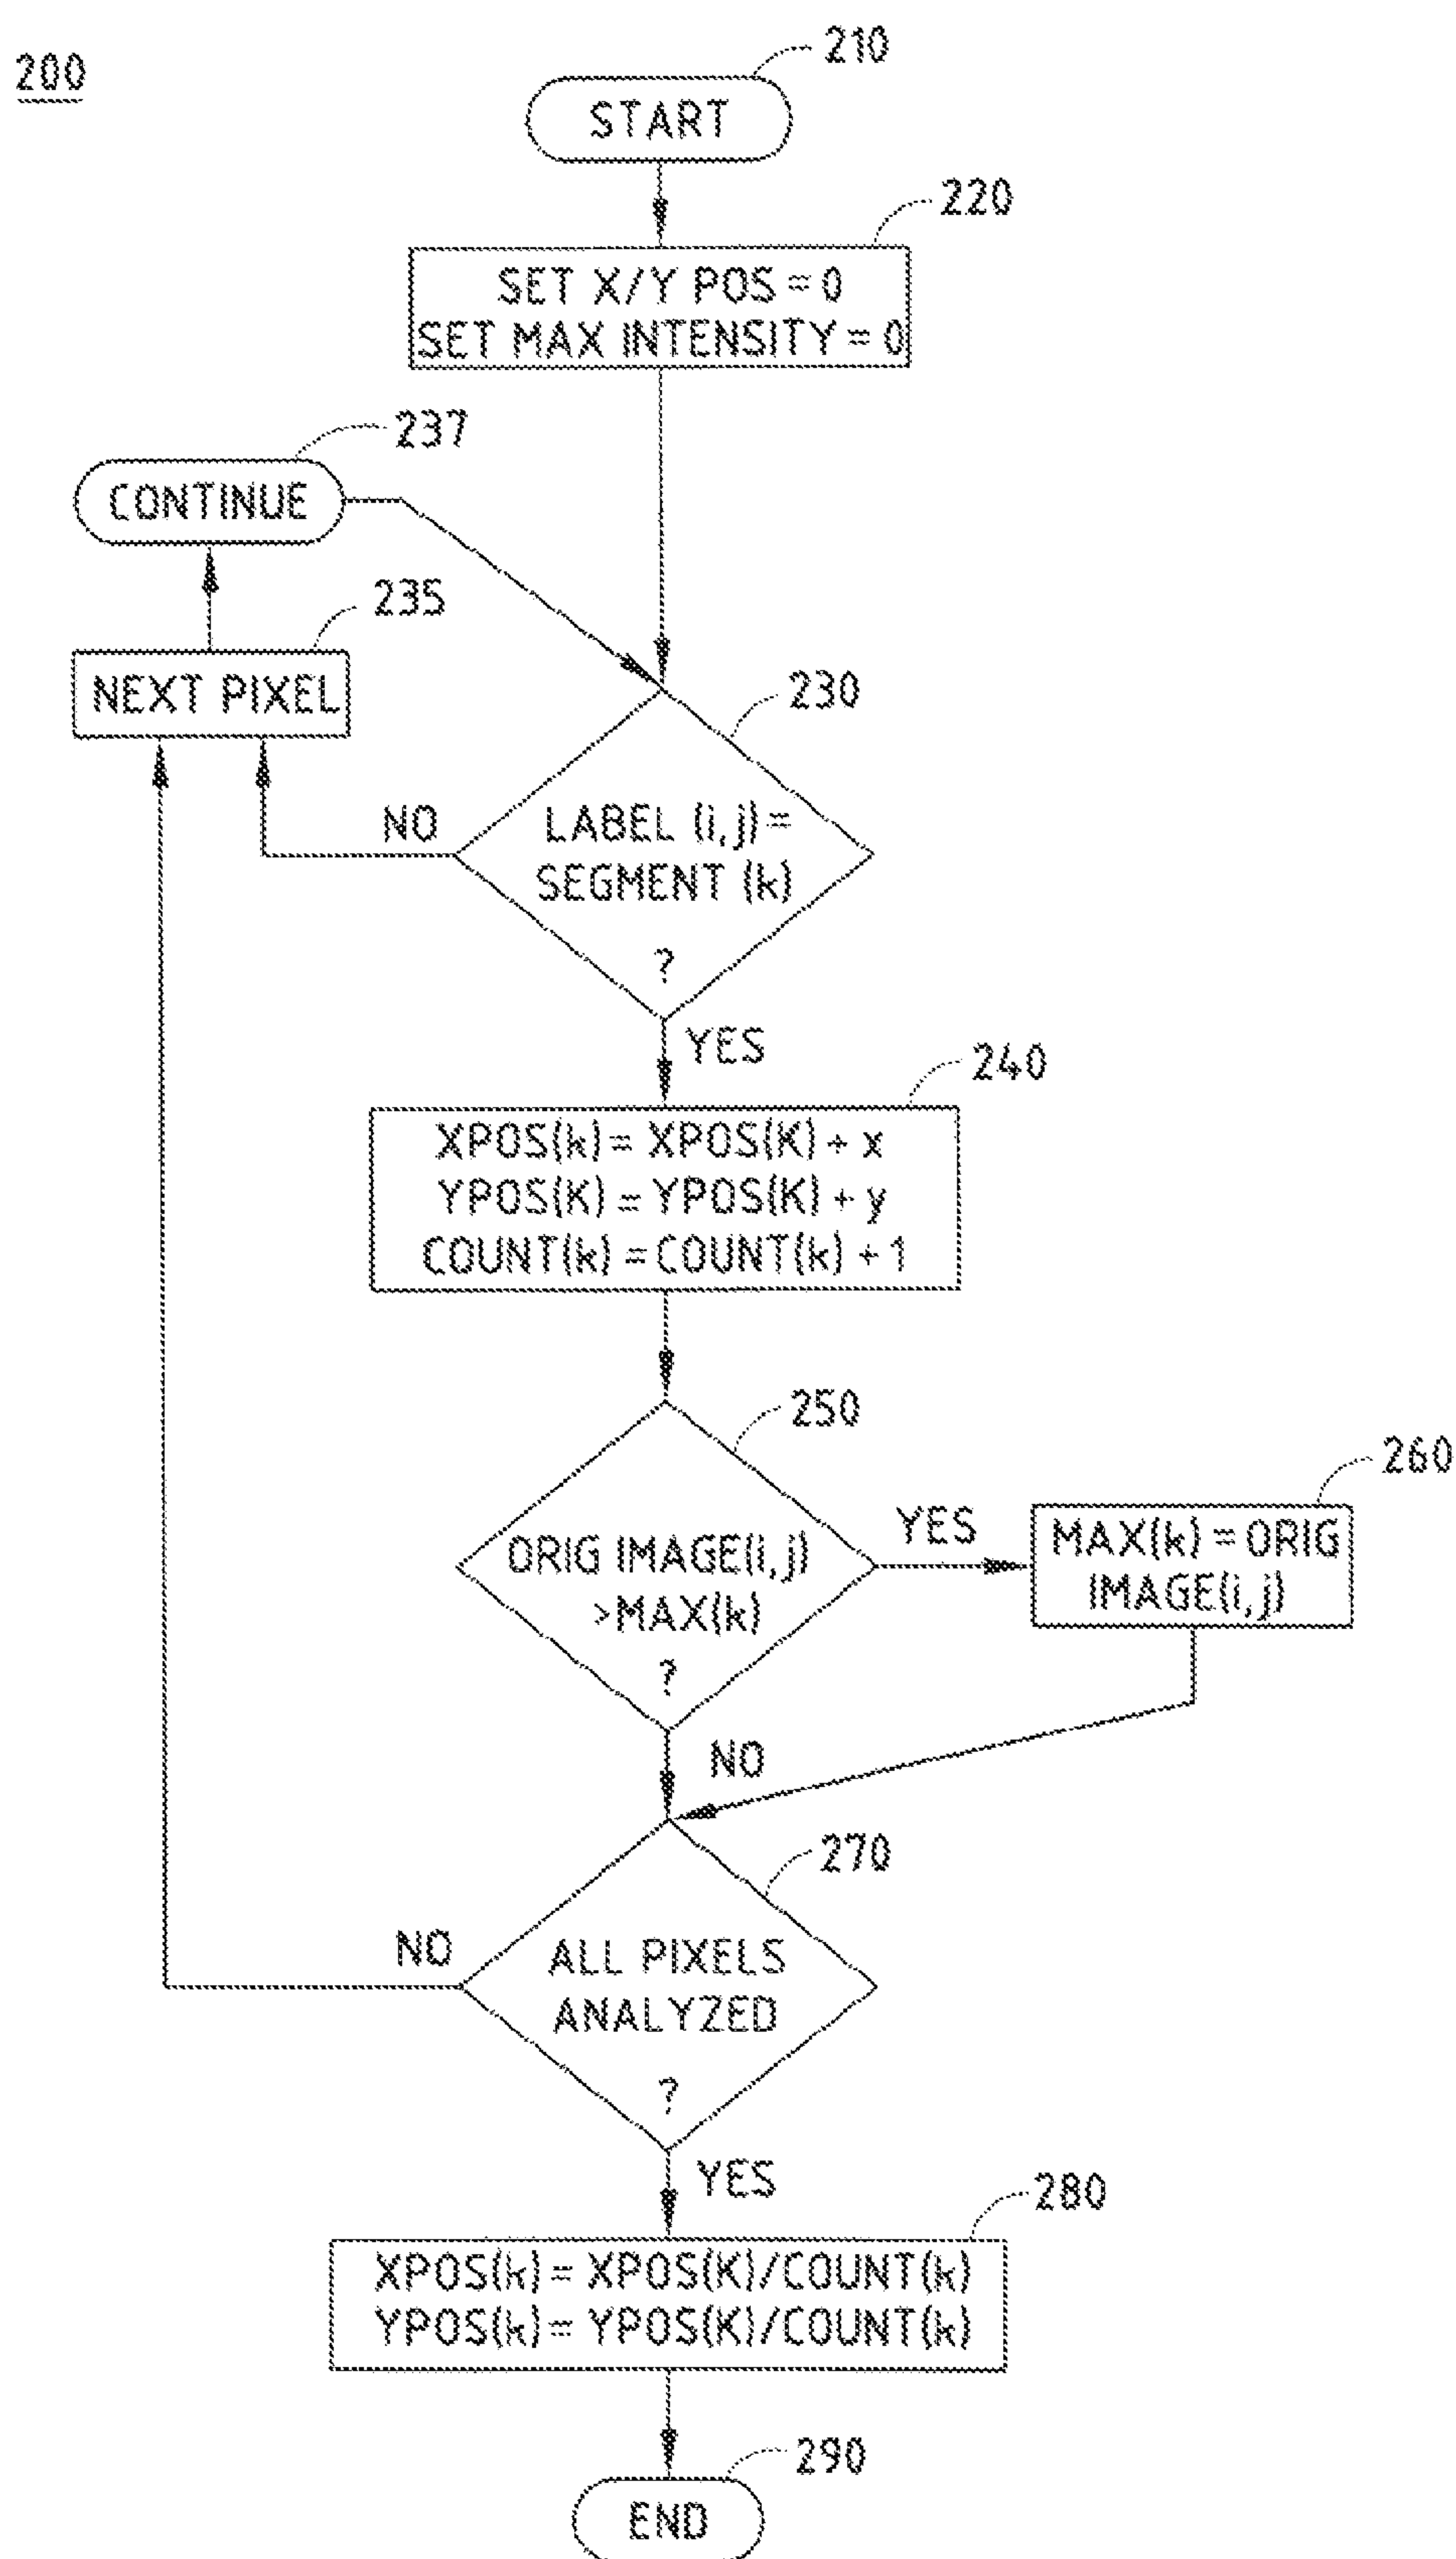 200
210
START
220
SET X/Y POS = 0
SET MAX INTENSITY = 0
237
CONTINUE
235
NEXT PIXEL
230
NO
LABEL (i,j) =
SEGMENT (k)
?
YES
240
XPOS(k) = XPOS(K) + x
YPOS(K) = YPOS(K) + y
COUNT(k) = COUNT(k) + 1
250
ORIG IMAGE(i,j)
>MAX(k)
?
YES
260
MAX(k) = ORIG
IMAGE(i,j)
NO
270
NO
ALL PIXELS
ANALYZED
?
YES
280
XPOS(k) = XPOS(K)/COUNT(k)
YPOS(k) = YPOS(K)/COUNT(k)
290
END